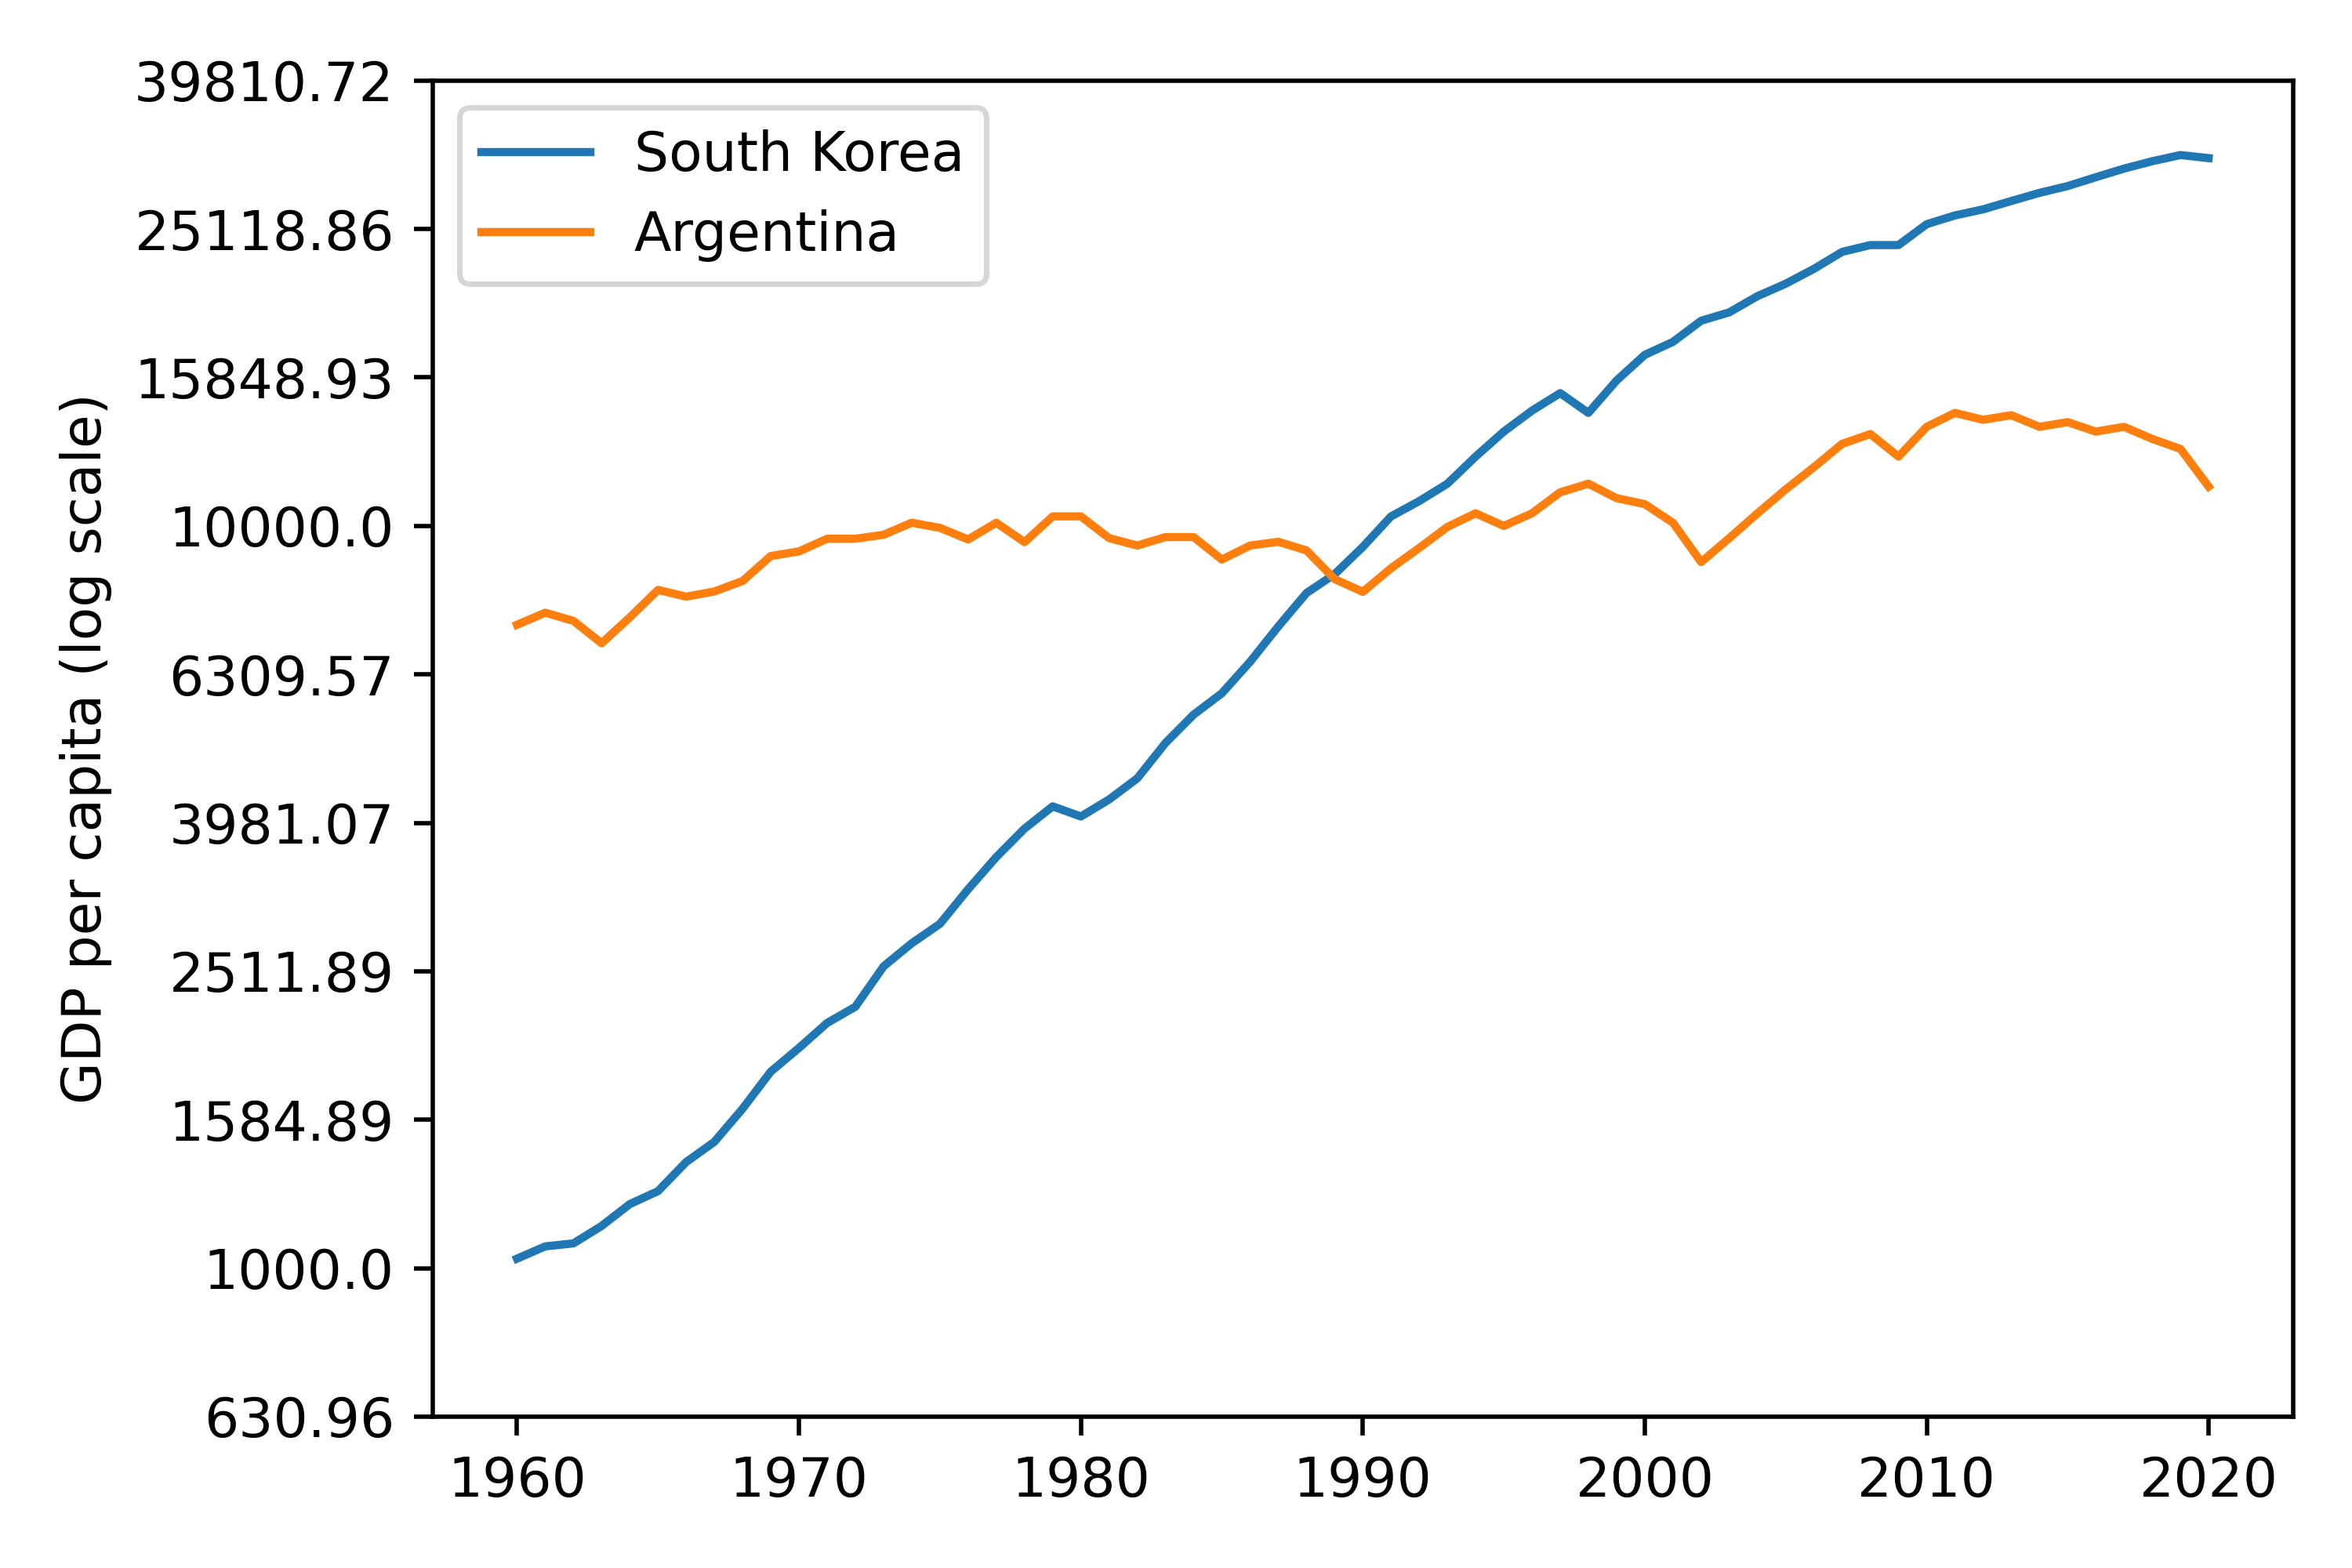 39810.72
25118.86
15848.93
10000.0
6309.57
3981.07
2511.89
1584.89
1000.0
630.96
GDP per capita (log scale)
South Korea
Argentina
1960 1970 1980 1990 2000 2010 2020